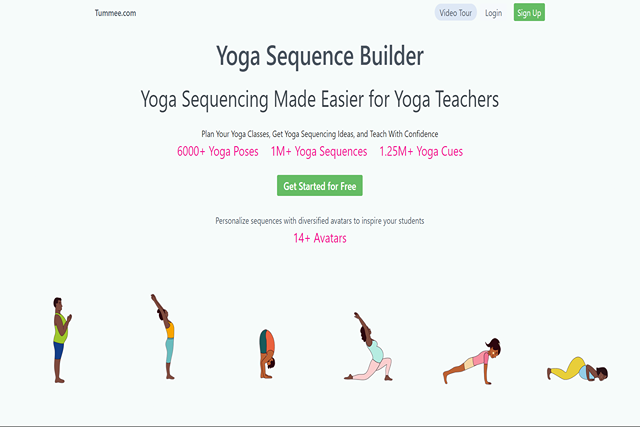 Tummee.com
Video Tour
Login
Sign Up
Yoga Sequence Builder
Yoga Sequencing Made Easier for Yoga Teachers
Plan Your Yoga Classes, Get Yoga Sequencing Ideas, and Teach With Confidence
6000+ Yoga Poses 1M+ Yoga Sequences 1.25M+ Yoga Cues
Get Started for Free
Personalize sequences with diversified avatars to inspire your students
14+ Avatars